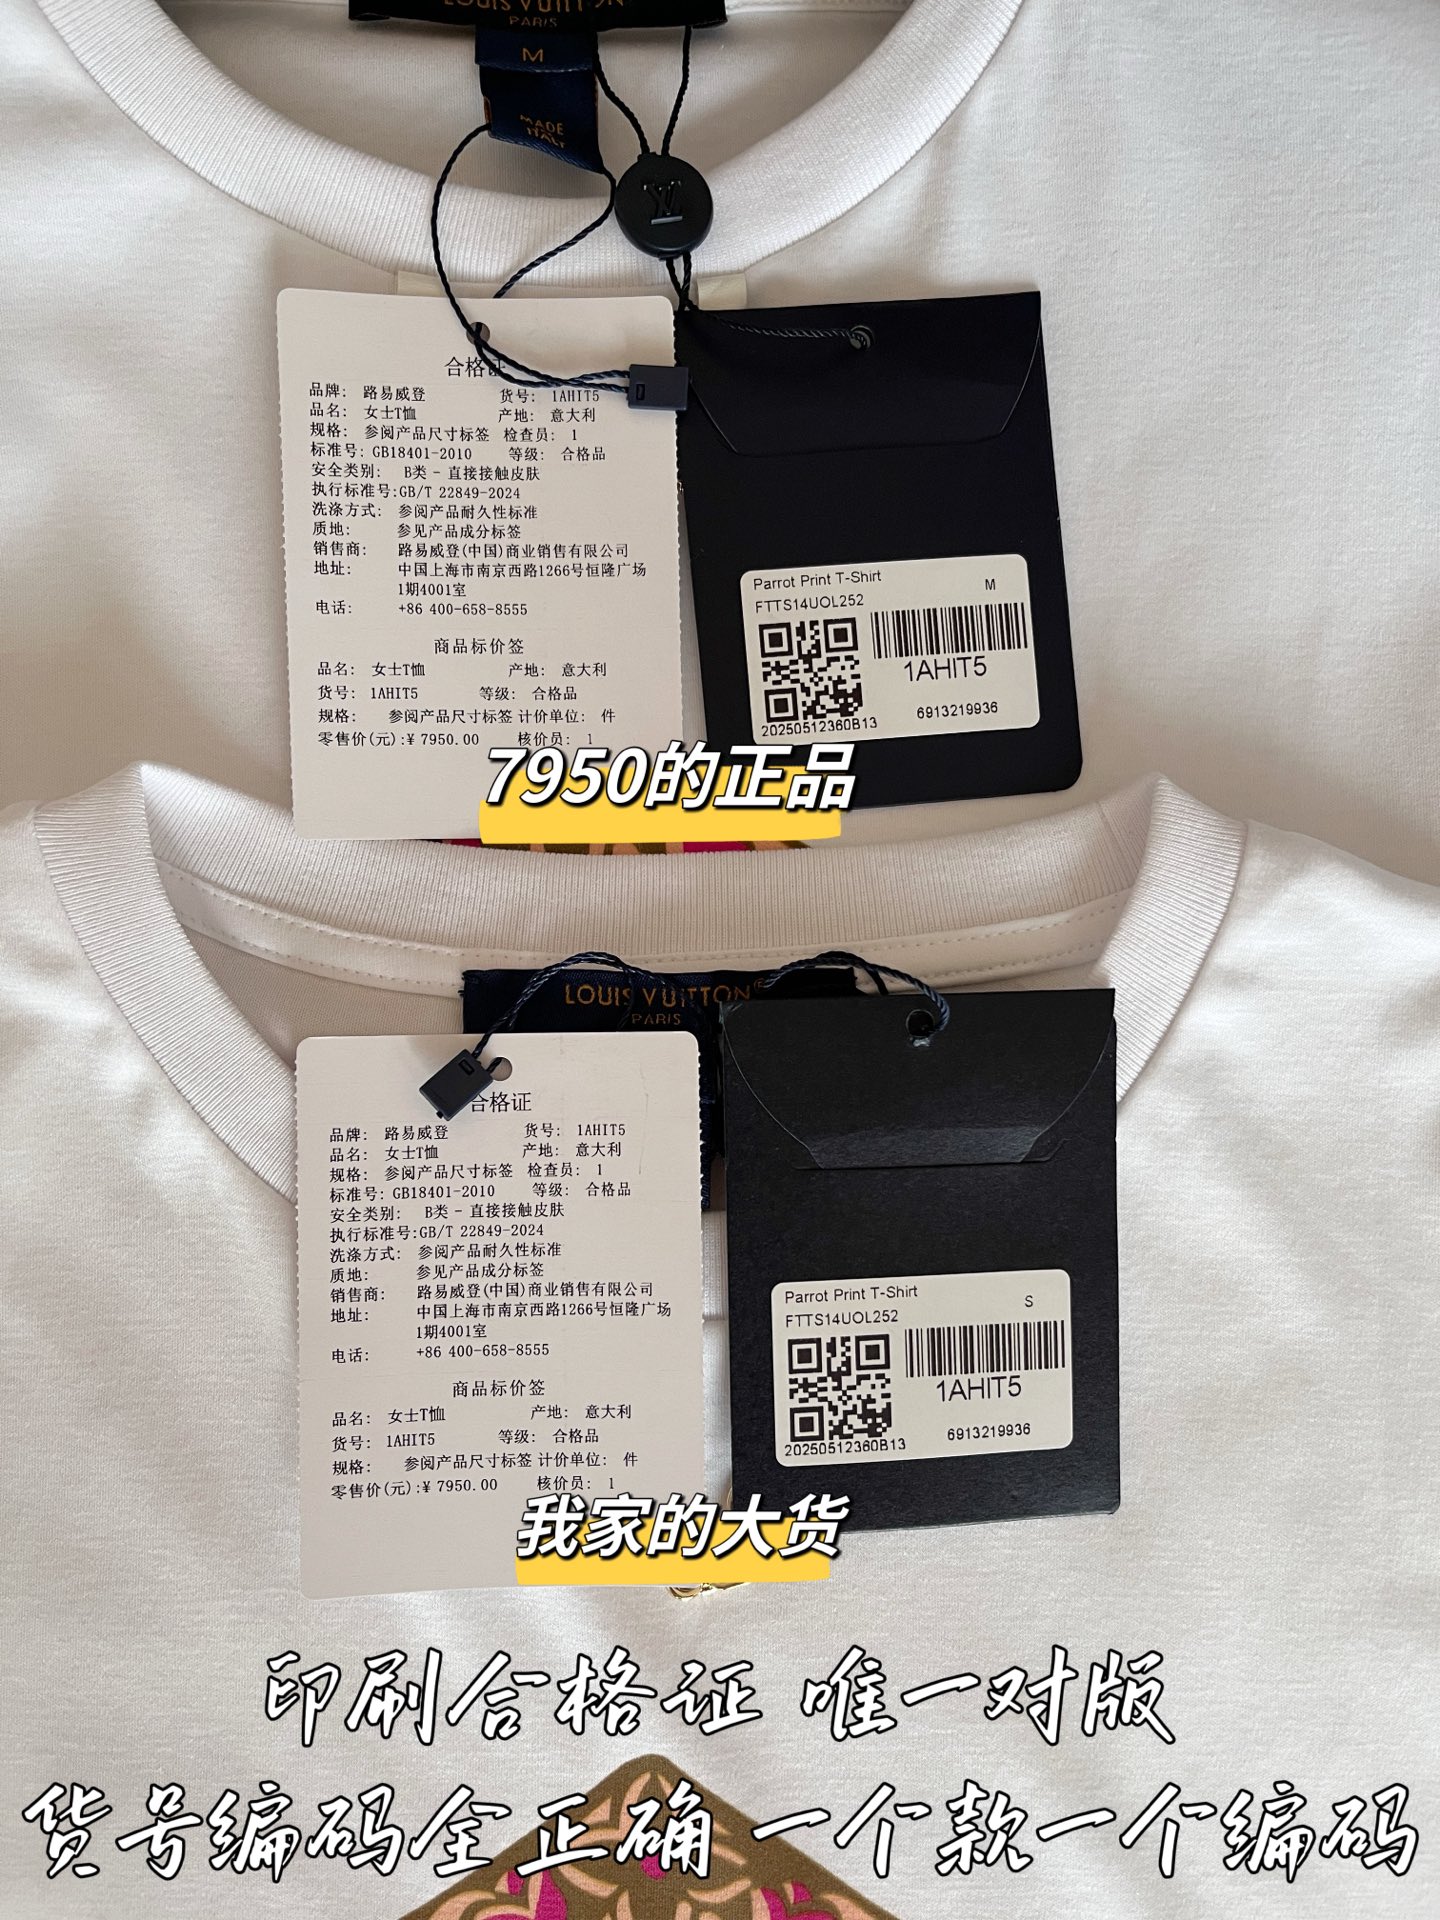 LOUIS VUITTON
PARIS
M
MADE
IN
ITALY
合格证
品牌: 路易威登 货号: 1AHIT5
品名: 女士T恤 产地: 意大利
规格: 参阅产品尺寸标签 检查员: 1
标准号: GB18401-2010 等级: 合格品
安全类别: B类 - 直接接触皮肤
执行标准号:GB/T 22849-2024
洗涤方式: 参阅产品耐久性标准
质地: 参见产品成分标签
销售商: 路易威登(中国)商业销售有限公司
地址: 中国上海市南京西路1266号恒隆广场
1期4001室
电话: +86 400-658-8555
商品标价签
品名: 女士T恤 产地: 意大利
货号: 1AHIT5 等级: 合格品
规格: 参阅产品尺寸标签 计价单位: 件
零售价(元):¥ 7950.00 核价员: 1
Parrot Print T-Shirt
FTTS14UOL252 M
1AHIT5
20250512360B13 6913219936
7950的正品
LOUIS VUITTON®
PARIS
合格证
品牌: 路易威登 货号: 1AHIT5
品名: 女士T恤 产地: 意大利
规格: 参阅产品尺寸标签 检查员: 1
标准号: GB18401-2010 等级: 合格品
安全类别: B类 - 直接接触皮肤
执行标准号:GB/T 22849-2024
洗涤方式: 参阅产品耐久性标准
质地: 参见产品成分标签
销售商: 路易威登(中国)商业销售有限公司
地址: 中国上海市南京西路1266号恒隆广场
1期4001室
电话: +86 400-658-8555
商品标价签
品名: 女士T恤 产地: 意大利
货号: 1AHIT5 等级: 合格品
规格: 参阅产品尺寸标签 计价单位: 件
零售价(元):¥ 7950.00 核价员: 1
Parrot Print T-Shirt
FTTS14UOL252 S
1AHIT5
20250512360B13 6913219936
我家的大货
印刷合格证 唯一对版
货号编码全正确 一个款一个编码